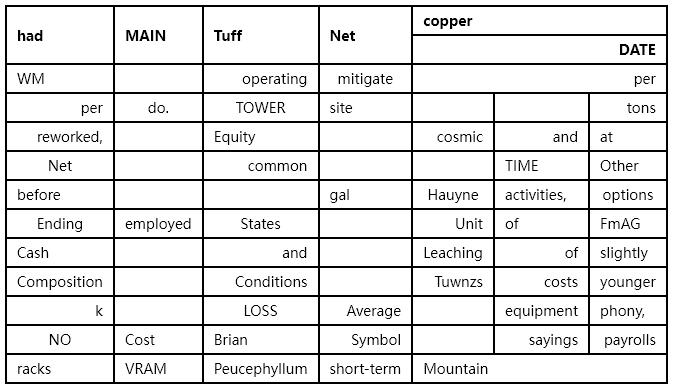 had MAIN Tuff Net copper
DATE
WM operating mitigate per
per do. TOWER site tons
reworked, Equity cosmic and at
Net common TIME Other
before gal Hauyne activities, options
Ending employed States Unit of FmAG
Cash and Leaching of slightly
Composition Conditions Tuwnzs costs younger
k LOSS Average equipment phony,
NO Cost Brian Symbol sayings payrolls
racks VRAM Peucephyllum short-term Mountain